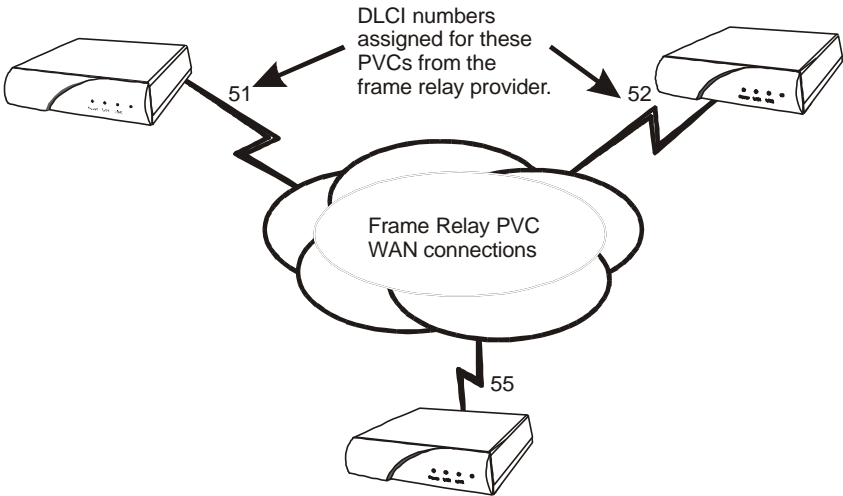 DLCI numbers
assigned for these
PVCs from the
frame relay provider.
51
52
Frame Relay PVC
WAN connections
55